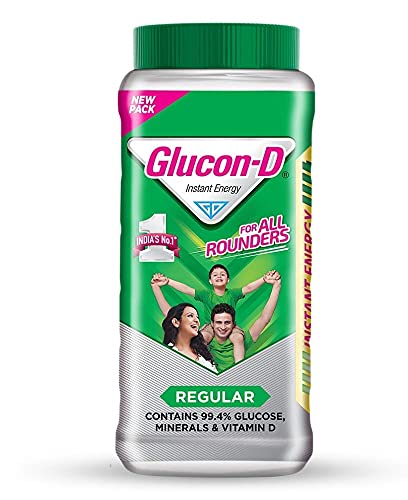 NEW
PACK
Glucon-D®
Instant Energy
1
INDIA'S No.1*
FOR ALL
ROUNDERS
INSTANT ENERGY
REGULAR
CONTAINS 99.4% GLUCOSE,
MINERALS & VITAMIN D